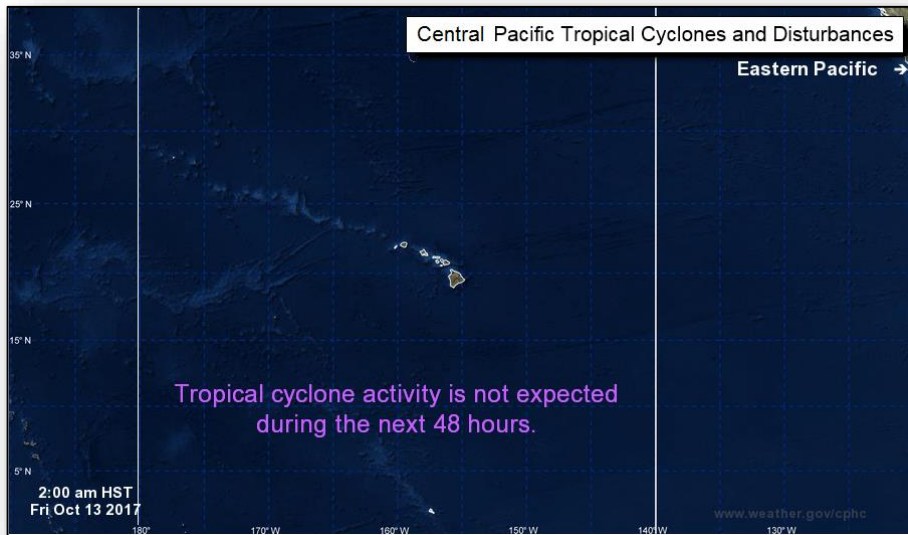 Central Pacific Tropical Cyclones and Disturbances
35° N
Eastern Pacific →
25° N
15° N
Tropical cyclone activity is not expected
during the next 48 hours.
5° N
2:00 am HST
Fri Oct 13 2017
www.weather.gov/cphc
180° 170° W 160° W 150° W 140° W 130° W